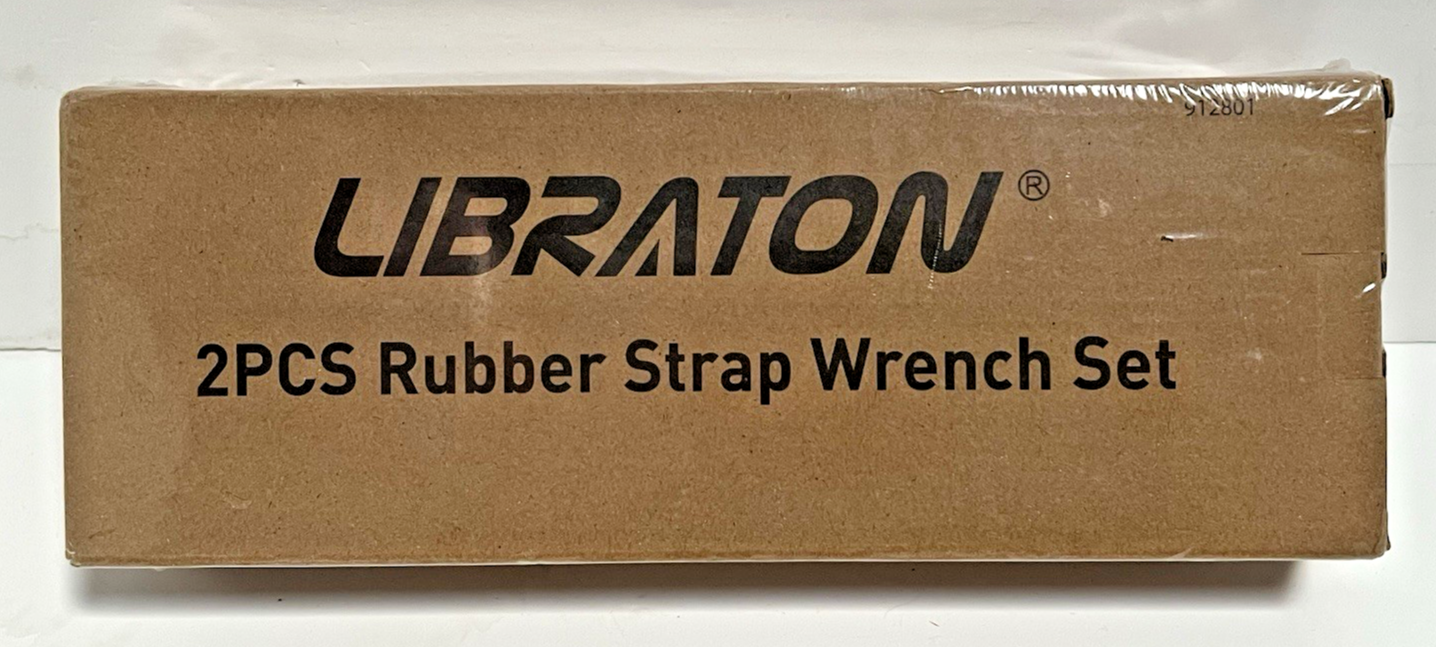 912801
LIBRATON®
2PCS Rubber Strap Wrench Set